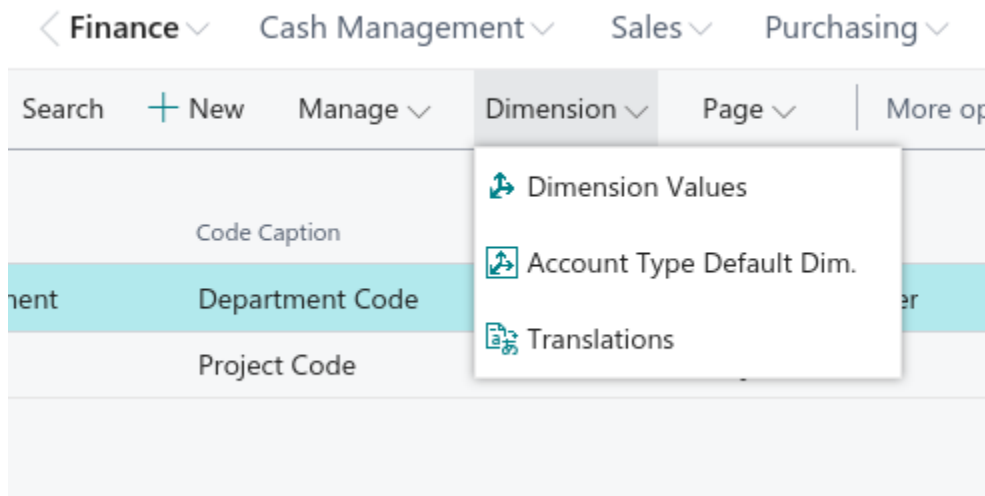 Finance Cash Management Sales Purchasing
Search New Manage Dimension Page More op
Dimension Values
Code Caption
Account Type Default Dim.
nent Department Code er
Translations
Project Code